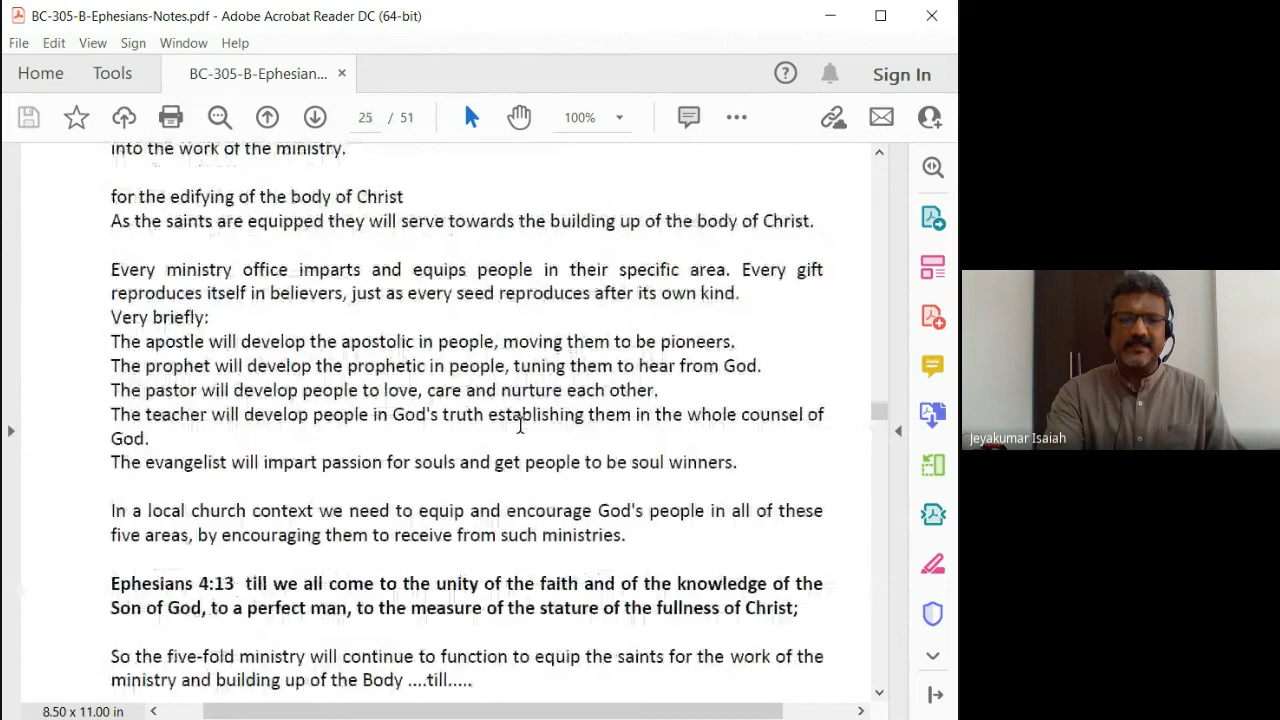 BC-305-B-Ephesians-Notes.pdf - Adobe Acrobat Reader DC (64-bit)
File Edit View Sign Window Help
Home Tools BC-305-B-Ephesian... × Sign In
25 / 51 100%
into the work of the ministry.
for the edifying of the body of Christ
As the saints are equipped they will serve towards the building up of the body of Christ.
Every ministry office imparts and equips people in their specific area. Every gift
reproduces itself in believers, just as every seed reproduces after its own kind.
Very briefly:
The apostle will develop the apostolic in people, moving them to be pioneers.
The prophet will develop the prophetic in people, tuning them to hear from God.
The pastor will develop people to love, care and nurture each other.
The teacher will develop people in God's truth establishing them in the whole counsel of
God.
The evangelist will impart passion for souls and get people to be soul winners.
In a local church context we need to equip and encourage God's people in all of these
five areas, by encouraging them to receive from such ministries.
Ephesians 4:13 till we all come to the unity of the faith and of the knowledge of the
Son of God, to a perfect man, to the measure of the stature of the fullness of Christ;
So the five-fold ministry will continue to function to equip the saints for the work of the
ministry and building up of the Body ....till.....
8.50 x 11.00 in
Jeyakumar Isaiah